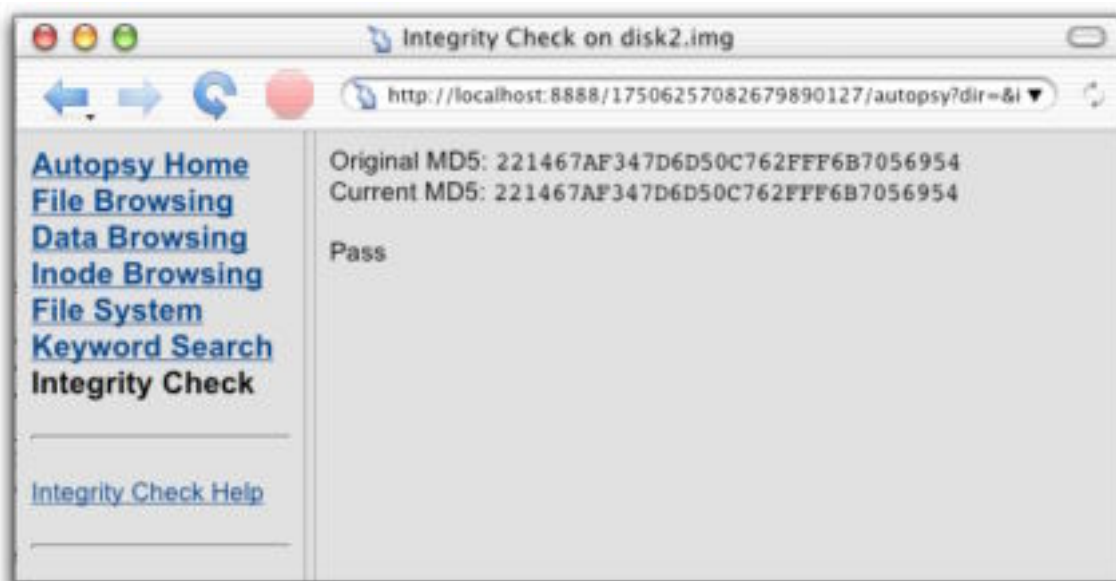 Integrity Check on disk2.img
http://localhost:8888/17506257082679890127/autopsy?dir=&i
Autopsy Home
File Browsing
Data Browsing
Inode Browsing
File System
Keyword Search
Integrity Check
Integrity Check Help
Original MD5: 221467AF347D6D50C762FFF6B7056954
Current MD5: 221467AF347D6D50C762FFF6B7056954
Pass